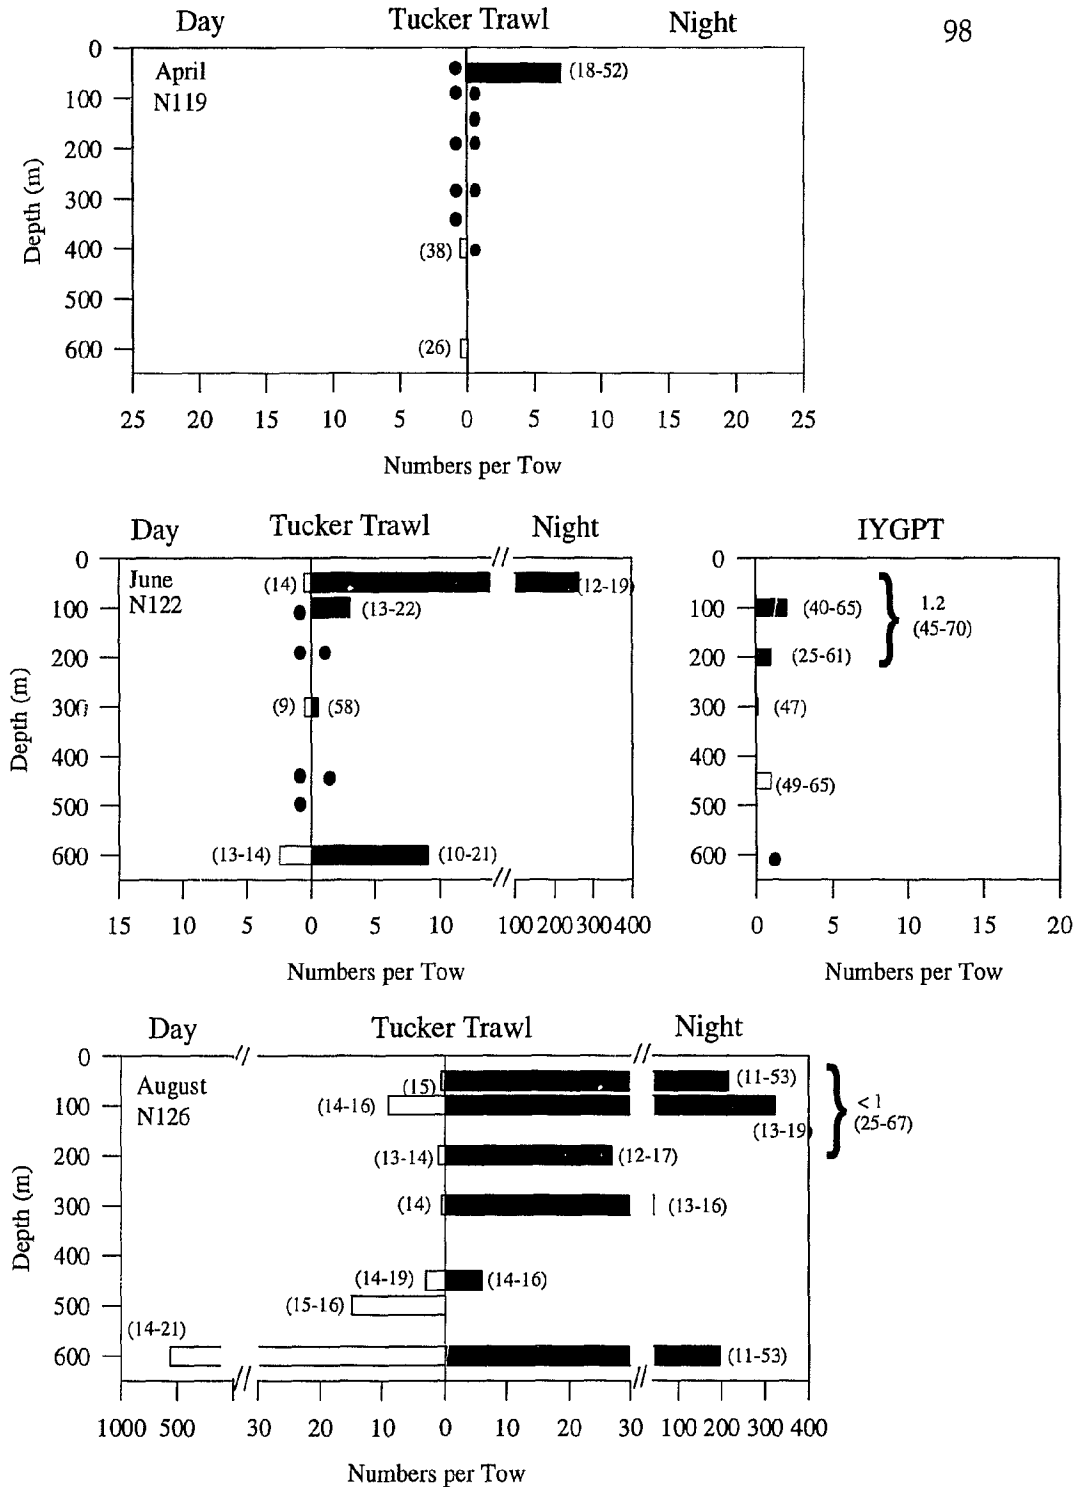 Day Tucker Trawl Night 98
0
April
N119
(18-52)
100
200
300
400
(38)
500
600
(26)
Depth (m)
25 20 15 10 5 0 5 10 15 20 25
Numbers per Tow
Day Tucker Trawl Night IYGPT
0
June
N122
(14)
(12-19)
100
(13-22)
200
300
(9) (58)
400
500
600
(13-14) (10-21)
Depth (m)
15 10 5 0 5 10 100 200 300 400
Numbers per Tow
0
100
(40-65)
1.2
(45-70)
200
(25-61)
300
(47)
400
(49-65)
500
600
0 5 10 15 20
Numbers per Tow
Day Tucker Trawl Night
0
August
N126
(15) (11-53)
100
(14-16)
(13-19)
< 1
(25-67)
200
(13-14) (12-17)
300
(14) (13-16)
400
(14-19) (14-16)
500
(15-16)
(14-21)
600
(11-53)
Depth (m)
1000 500 30 20 10 0 10 20 30 100 200 300 400
Numbers per Tow